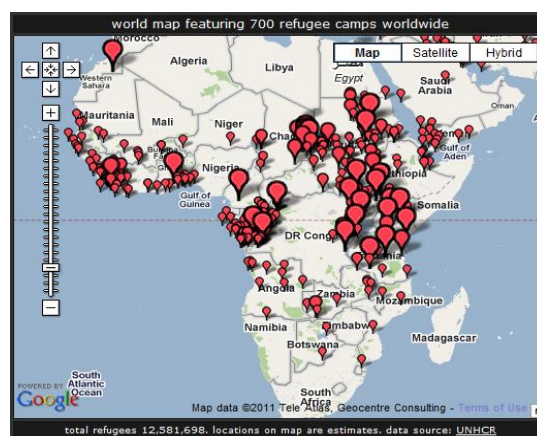 world map featuring 700 refugee camps worldwide
Morocco
Map
Satellite
Hybrid
Algeria
Libya
Egypt
Western
Sahara
Saudi
Arabia
Oman
Mauritania
Mali
Niger
Chad
Yemen
Gulf of
Aden
Nigeria
Ethiopia
Gulf of
Guinea
Somalia
DR Cong
Angola
Zambia
Mozambique
Zimbabw
Namibia
Botswana
Madagascar
South
Atlantic
Ocean
South
Africa
POWERED BY
Google
Map data ©2011 Tele Atlas, Geocentre Consulting - Terms of Use
total refugees 12,581,698. locations on map are estimates. data source: UNHCR